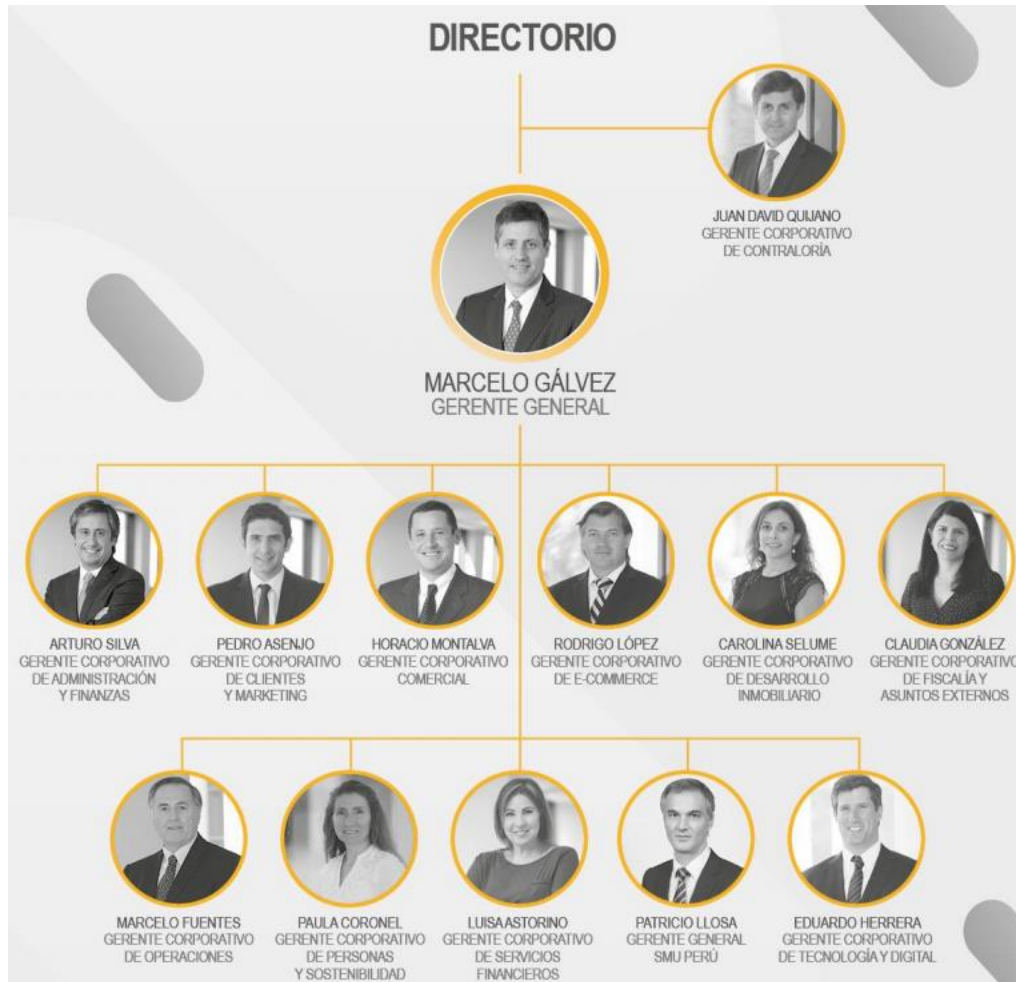 DIRECTORIO
JUAN DAVID QUIJANO
GERENTE CORPORATIVO
DE CONTRALORÍA
MARCELO GÁLVEZ
GERENTE GENERAL
ARTURO SILVA
GERENTE CORPORATIVO
DE ADMINISTRACIÓN
Y FINANZAS
PEDRO ASENJO
GERENTE CORPORATIVO
DE CLIENTES
Y MARKETING
HORACIO MONTALVA
GERENTE CORPORATIVO
COMERCIAL
RODRIGO LÓPEZ
GERENTE CORPORATIVO
DE E-COMMERCE
CAROLINA SELUME
GERENTE CORPORATIVO
DE DESARROLLO
INMOBILIARIO
CLAUDIA GONZÁLEZ
GERENTE CORPORATIVO
DE FISCALÍA Y
ASUNTOS EXTERNOS
MARCELO FUENTES
GERENTE CORPORATIVO
DE OPERACIONES
PAULA CORONEL
GERENTE CORPORATIVO
DE PERSONAS
Y SOSTENIBILIDAD
LUISA ASTORINO
GERENTE CORPORATIVO
DE SERVICIOS
FINANCIEROS
PATRICIO LLOSA
GERENTE GENERAL
SMU PERÚ
EDUARDO HERRERA
GERENTE CORPORATIVO
DE TECNOLOGÍA Y DIGITAL